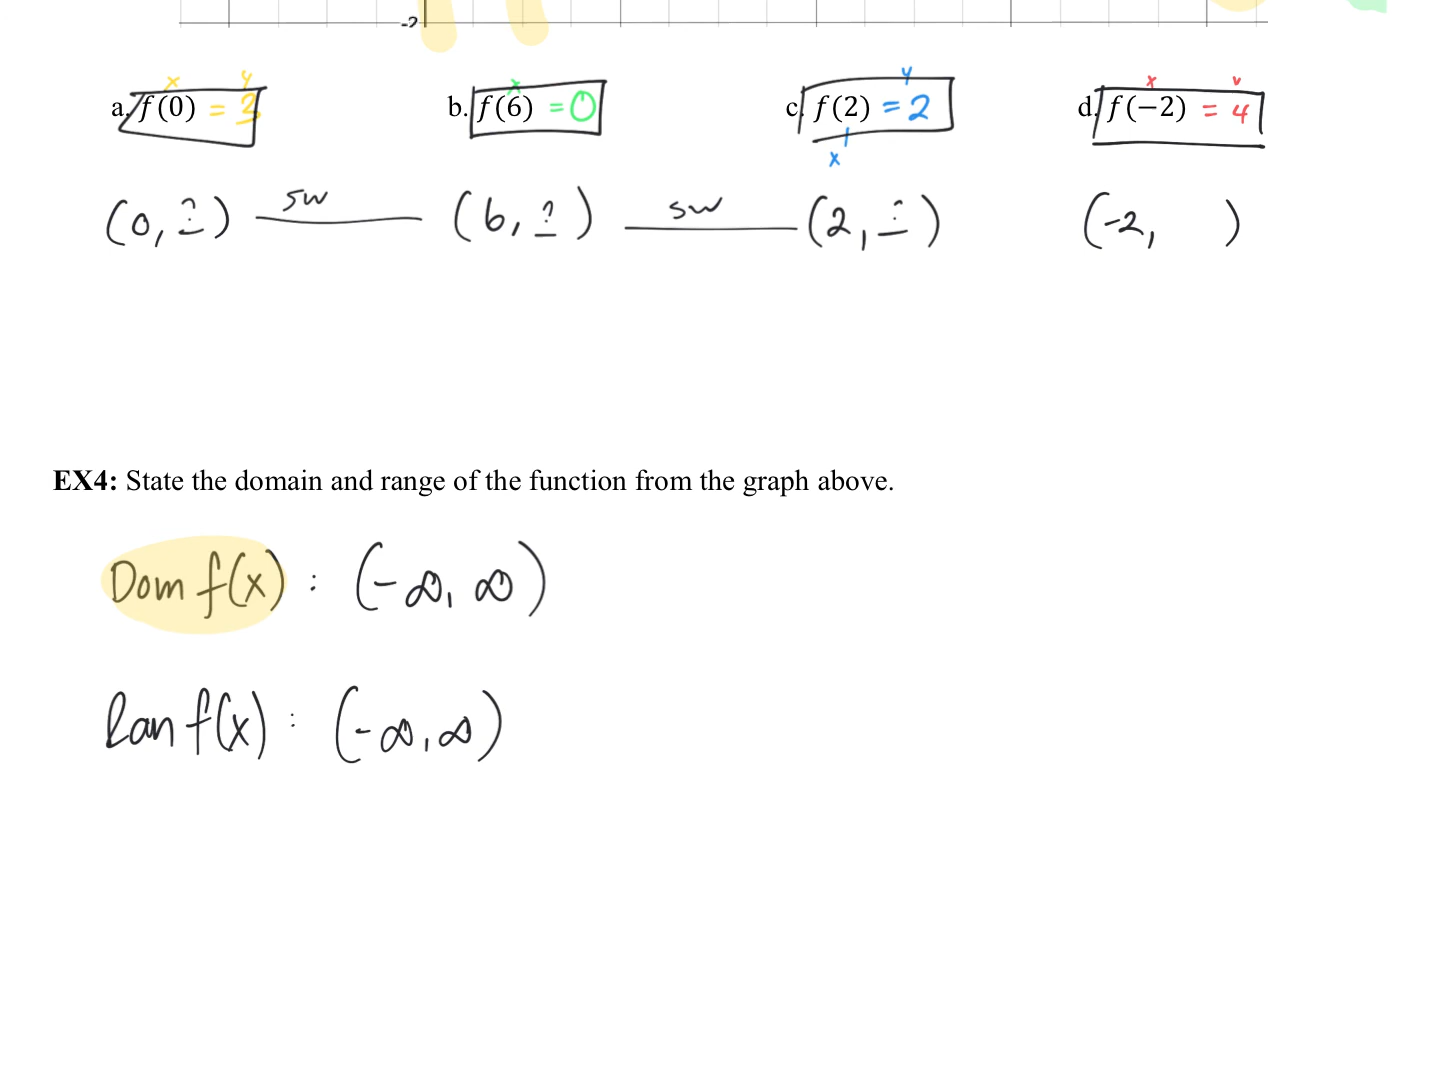 -2
x y x y x y
a. f(0) = 3 b. f(6) = 0 c. f(2) = 2 d. f(−2) = 4
x
(0, ?) sw (6, ?) sw (2, ) (-2, )
EX4: State the domain and range of the function from the graph above.
Dom f(x) : (-∞, ∞)
Ran f(x) : (-∞, ∞)